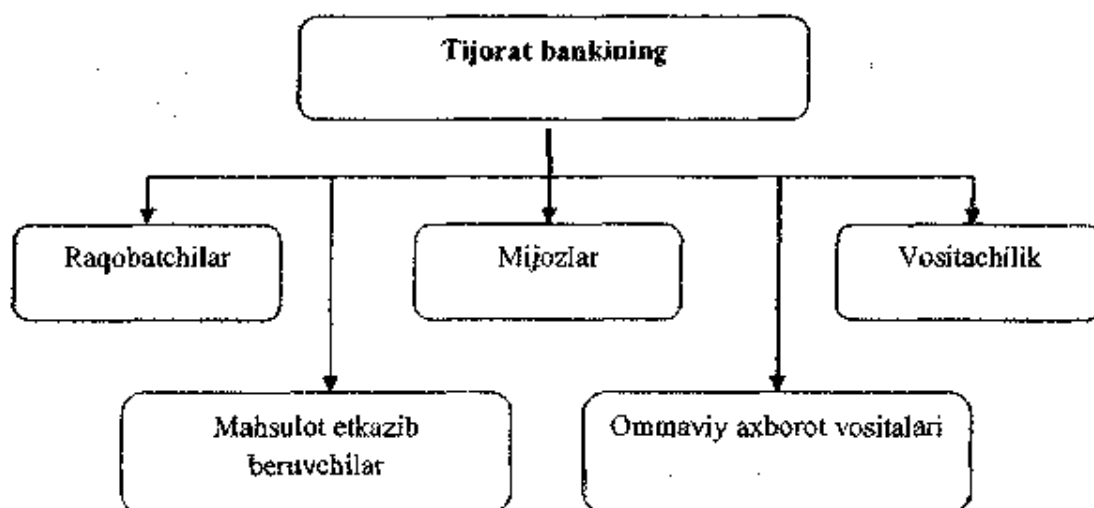 Tijorat bankining
Raqobatchilar
Mijozlar
Vositachilik
Mahsulot etkazib
beruvchilar
Ommaviy axborot vositalari